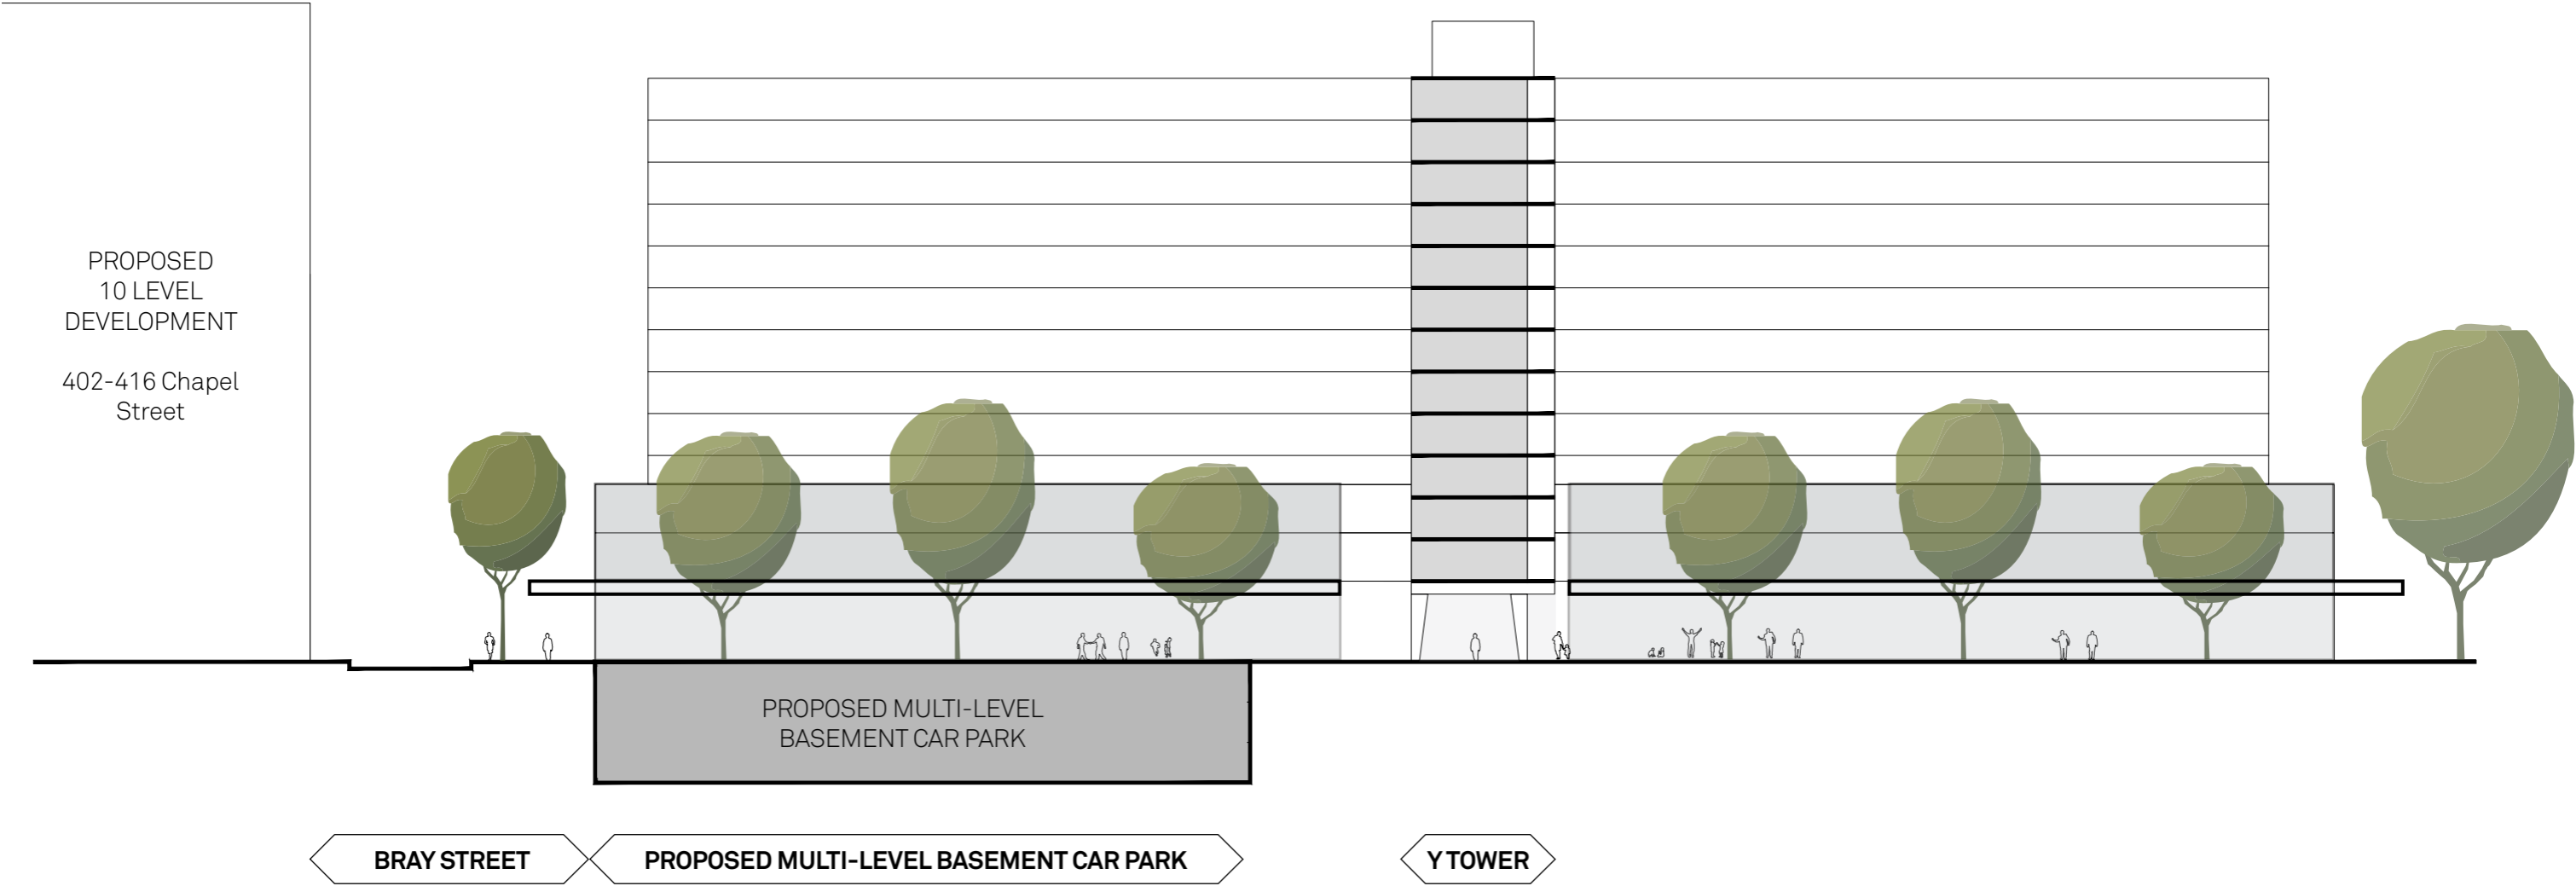 PROPOSED
10 LEVEL
DEVELOPMENT
402-416 Chapel
Street
PROPOSED MULTI-LEVEL
BASEMENT CAR PARK
BRAY STREET
PROPOSED MULTI-LEVEL BASEMENT CAR PARK
Y TOWER